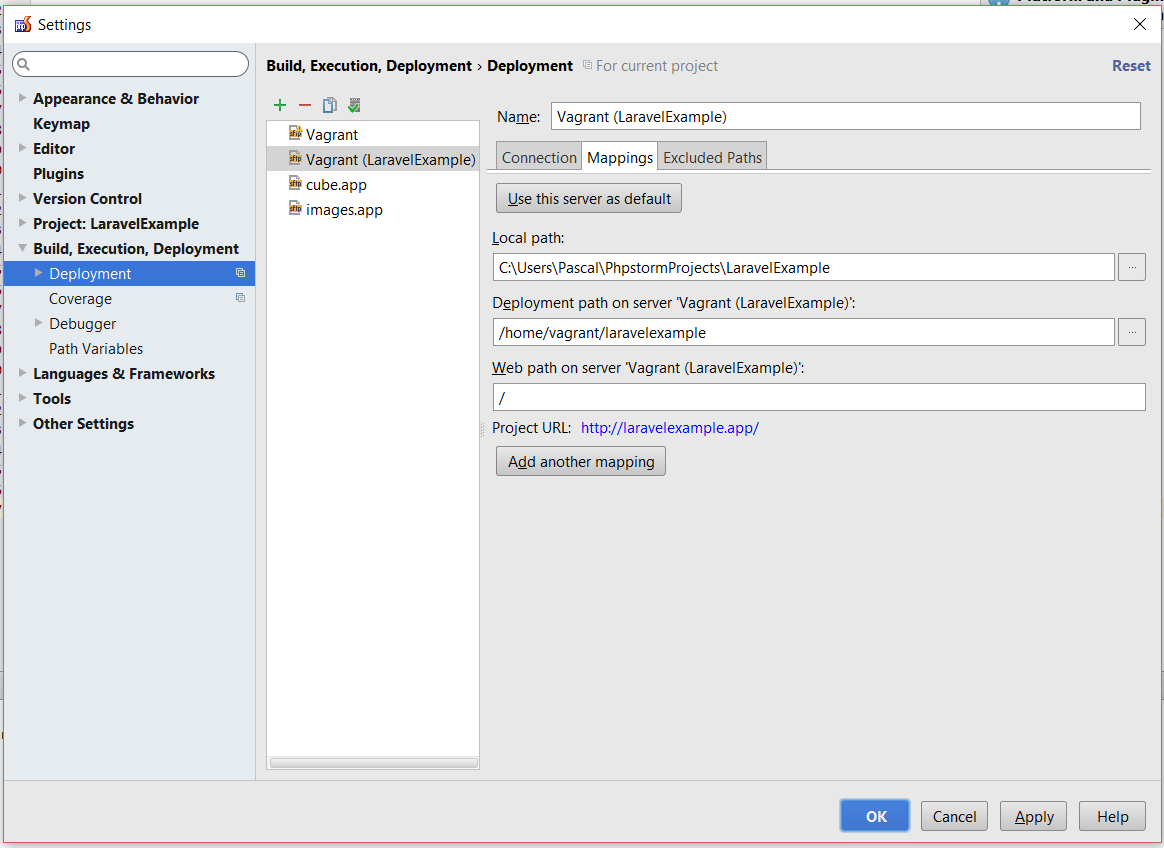 Settings
Appearance & Behavior
Keymap
Editor
Plugins
Version Control
Project: LaravelExample
Build, Execution, Deployment
Deployment
Coverage
Debugger
Path Variables
Languages & Frameworks
Tools
Other Settings
Build, Execution, Deployment › Deployment For current project Reset
Vagrant
Vagrant (LaravelExample)
cube.app
images.app
Name: Vagrant (LaravelExample)
Connection Mappings Excluded Paths
Use this server as default
Local path:
C:\Users\Pascal\PhpstormProjects\LaravelExample
...
Deployment path on server 'Vagrant (LaravelExample)':
/home/vagrant/laravelexample
...
Web path on server 'Vagrant (LaravelExample)':
/
Project URL: http://laravelexample.app/
Add another mapping
OK Cancel Apply Help